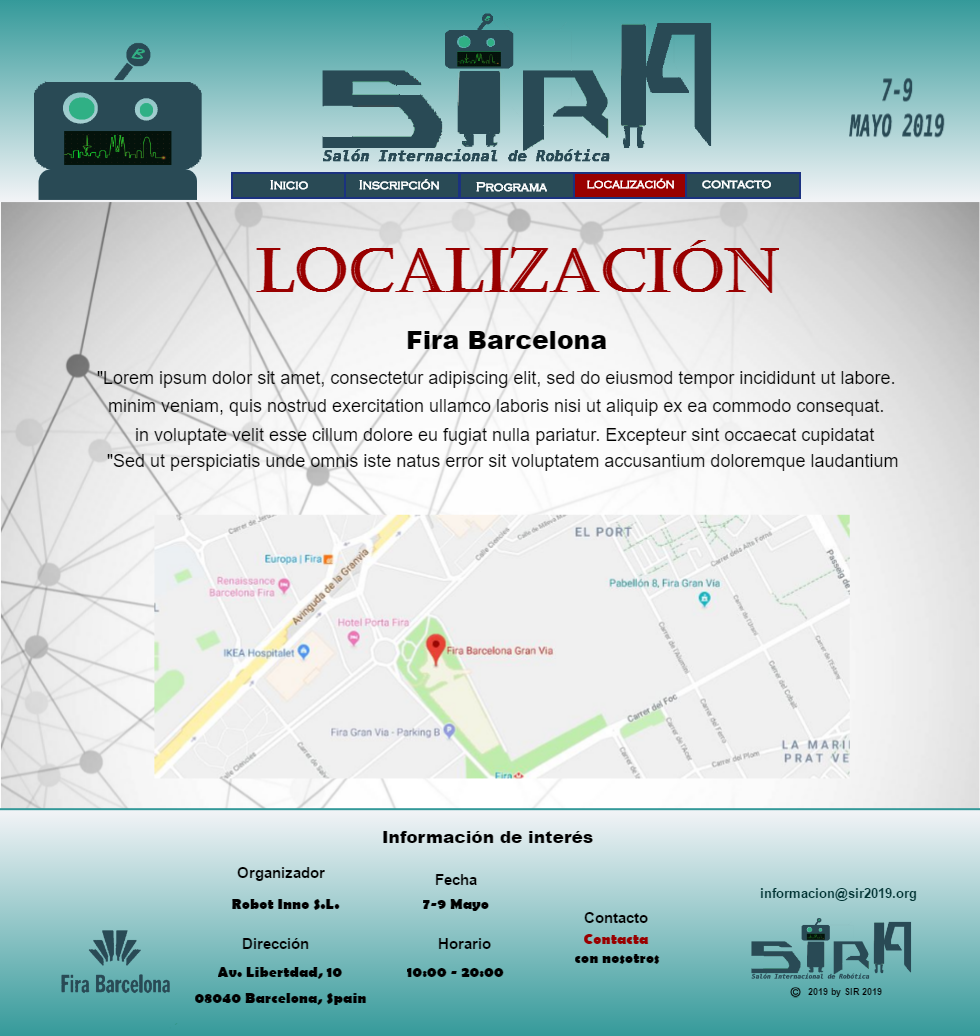 B
SIR 19
Salón Internacional de Robótica
7-9
MAYO 2019
INICIO
INSCRIPCIÓN
PROGRAMA
LOCALIZACIÓN
CONTACTO
LOCALIZACIÓN
Fira Barcelona
"Lorem ipsum dolor sit amet, consectetur adipiscing elit, sed do eiusmod tempor incididunt ut labore.
minim veniam, quis nostrud exercitation ullamco laboris nisi ut aliquip ex ea commodo consequat.
in voluptate velit esse cillum dolore eu fugiat nulla pariatur. Excepteur sint occaecat cupidatat
"Sed ut perspiciatis unde omnis iste natus error sit voluptatem accusantium doloremque laudantium
EL PORT
Europa | Fira
Avinguda de la Granvia
Renaissance
Barcelona Fira
Pabellón 8, Fira Gran Via
Passeig de
Hotel Porta Fira
IKEA Hospitalet
Fira Barcelona Gran Via
Carrer del Foc
Fira Gran Via - Parking B
LA MARI
PRAT VE
Fira
Información de interés
Organizador
Robot Inno S.L.
Fecha
7-9 Mayo
Dirección
Av. Libertdad, 10
08040 Barcelona, Spain
Horario
10:00 - 20:00
Contacto
Contacta
con nosotros
Fira Barcelona
informacion@sir2019.org
SIR 19
Salón Internacional de Robótica
© 2019 by SIR 2019